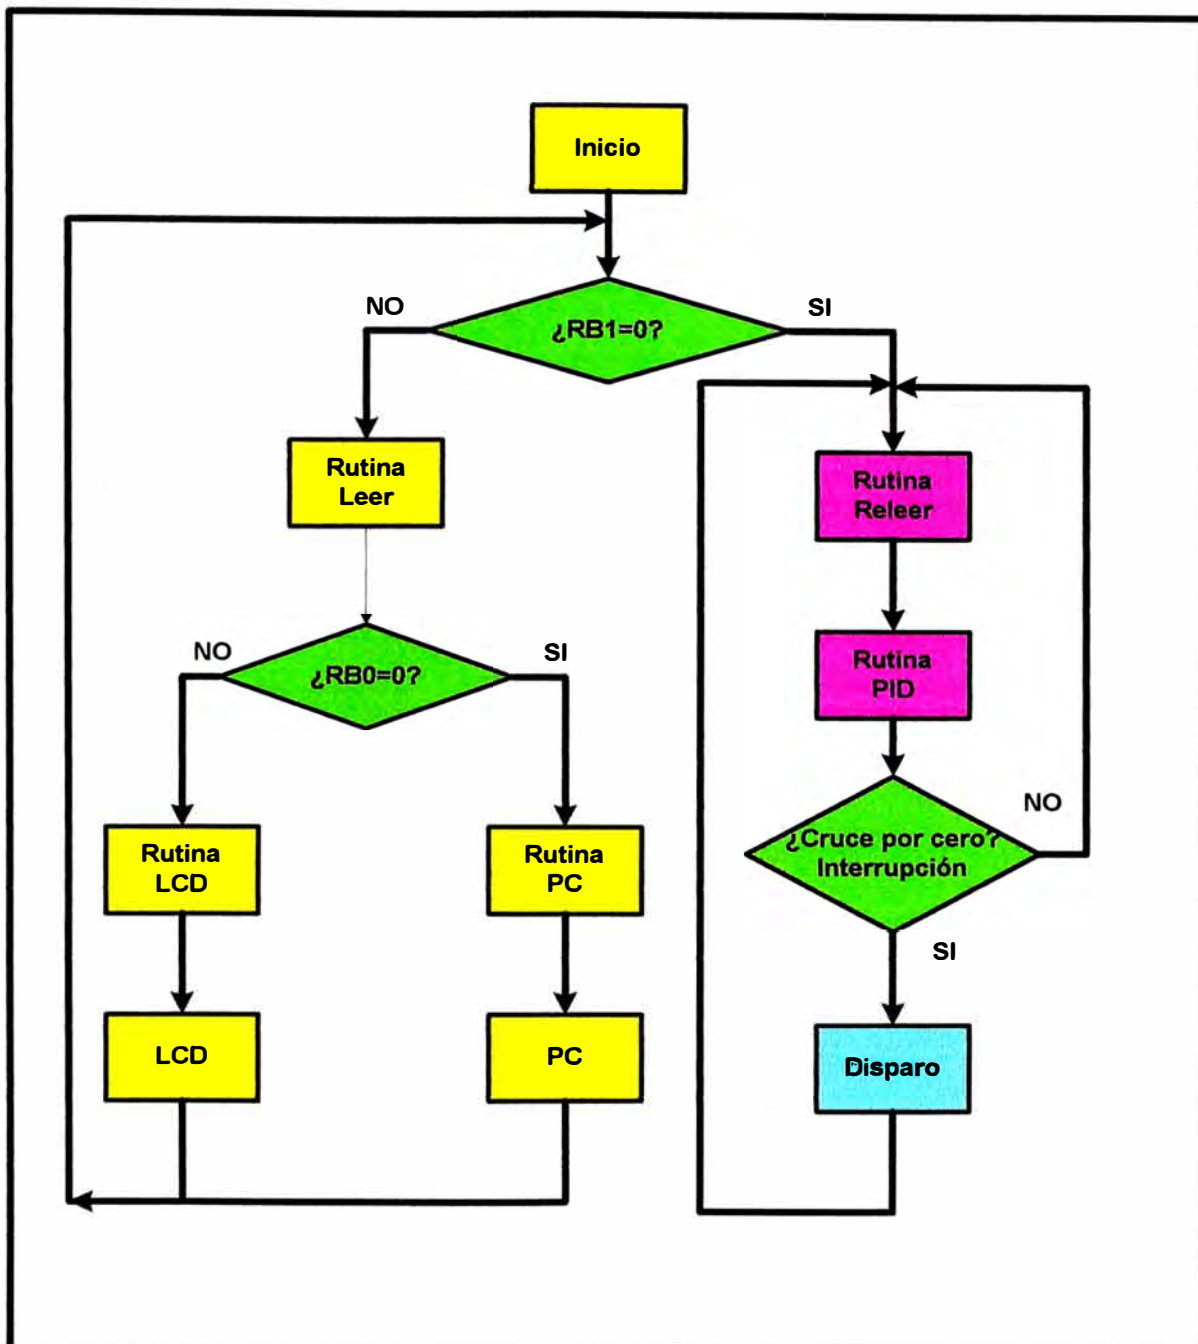 Inicio
NO
SI
¿RB1=0?
Rutina
Leer
Rutina
Releer
NO
SI
¿RB0=0?
Rutina
PID
NO
¿Cruce por cero?
Interrupción
Rutina
LCD
Rutina
PC
SI
LCD
PC
Disparo